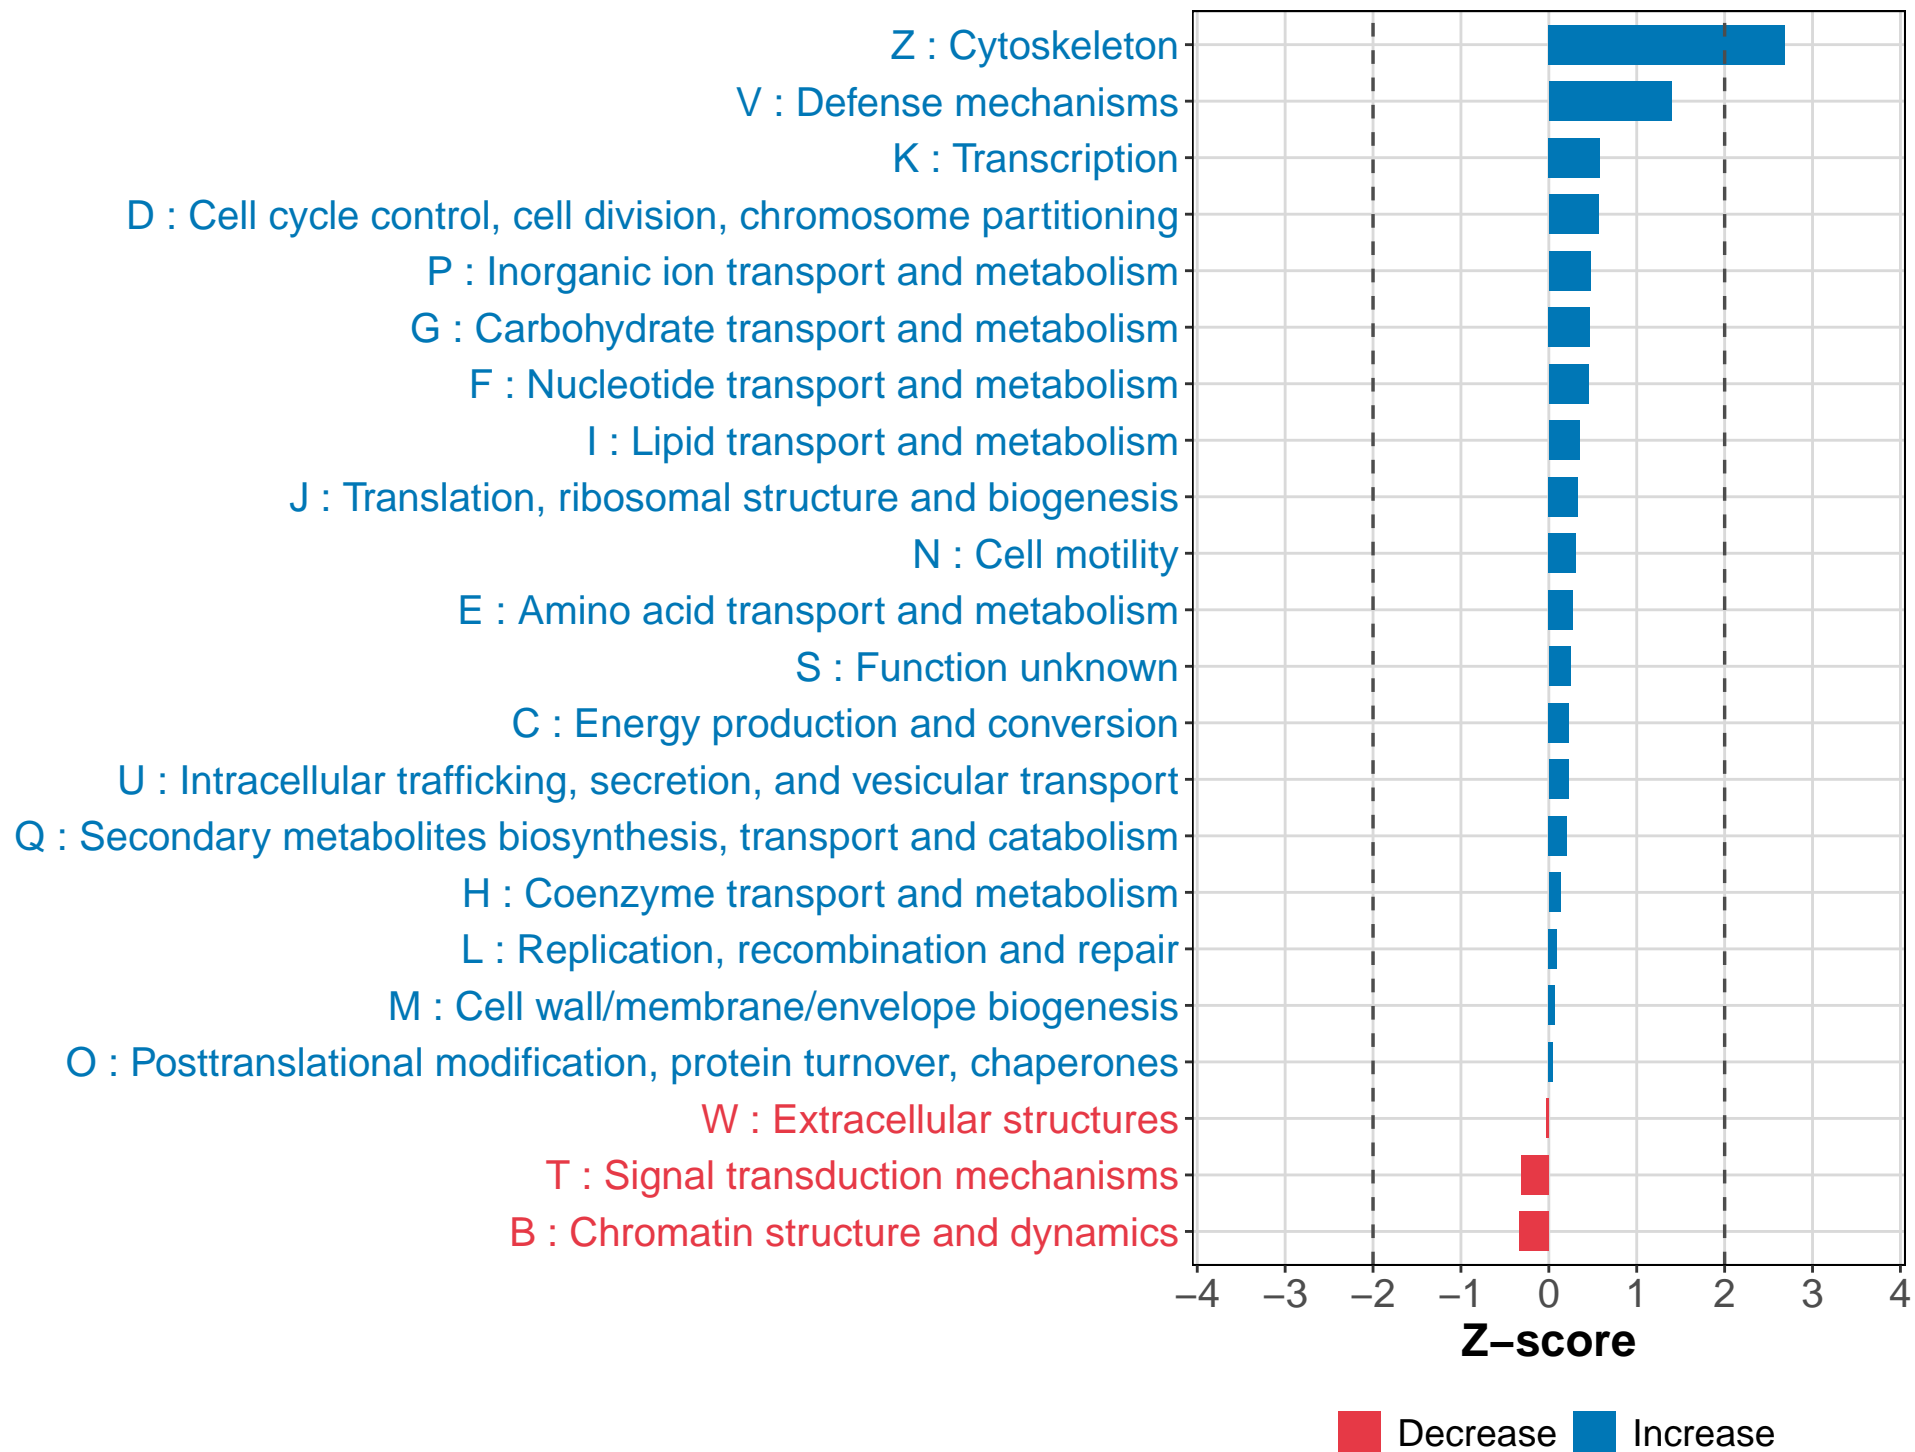 Z : Cytoskeleton
V : Defense mechanisms
K : Transcription
D : Cell cycle control, cell division, chromosome partitioning
P : Inorganic ion transport and metabolism
G : Carbohydrate transport and metabolism
F : Nucleotide transport and metabolism
I : Lipid transport and metabolism
J : Translation, ribosomal structure and biogenesis
N : Cell motility
E : Amino acid transport and metabolism
S : Function unknown
C : Energy production and conversion
U : Intracellular trafficking, secretion, and vesicular transport
Q : Secondary metabolites biosynthesis, transport and catabolism
H : Coenzyme transport and metabolism
L : Replication, recombination and repair
M : Cell wall/membrane/envelope biogenesis
O : Posttranslational modification, protein turnover, chaperones
W : Extracellular structures
T : Signal transduction mechanisms
B : Chromatin structure and dynamics
−4 −3 −2 −1 0 1 2 3 4
Z−score
Decrease Increase